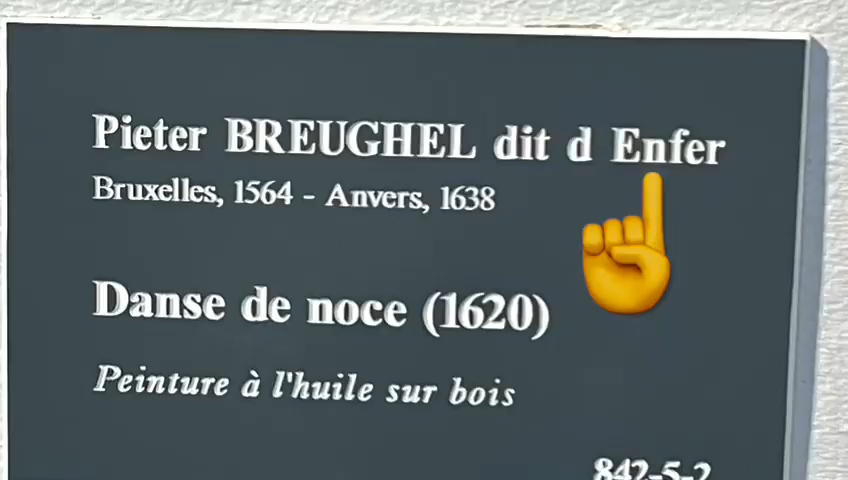 Pieter BREUGHEL dit d Enfer
Bruxelles, 1564 - Anvers, 1638
Danse de noce (1620)
Peinture à l'huile sur bois
842-5-2